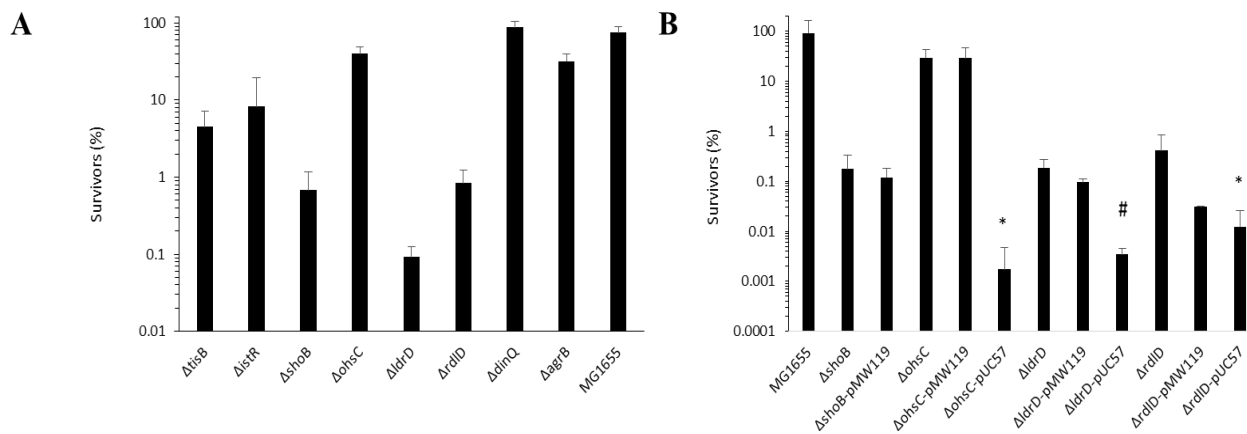 A
Survivors (%)
100
10
1
0.1
0.01
ΔtisB
ΔistR
ΔshoB
ΔohsC
ΔldrD
ΔrdlD
ΔdinQ
ΔagrB
MG1655
B
Survivors (%)
100
10
1
0.1
0.01
0.001
0.0001
*
#
*
MG1655
ΔshoB
ΔshoB-pMW119
ΔohsC
ΔohsC-pMW119
ΔohsC-pUC57
ΔldrD
ΔldrD-pMW119
ΔldrD-pUC57
ΔrdlD
ΔrdlD-pMW119
ΔrdlD-pUC57